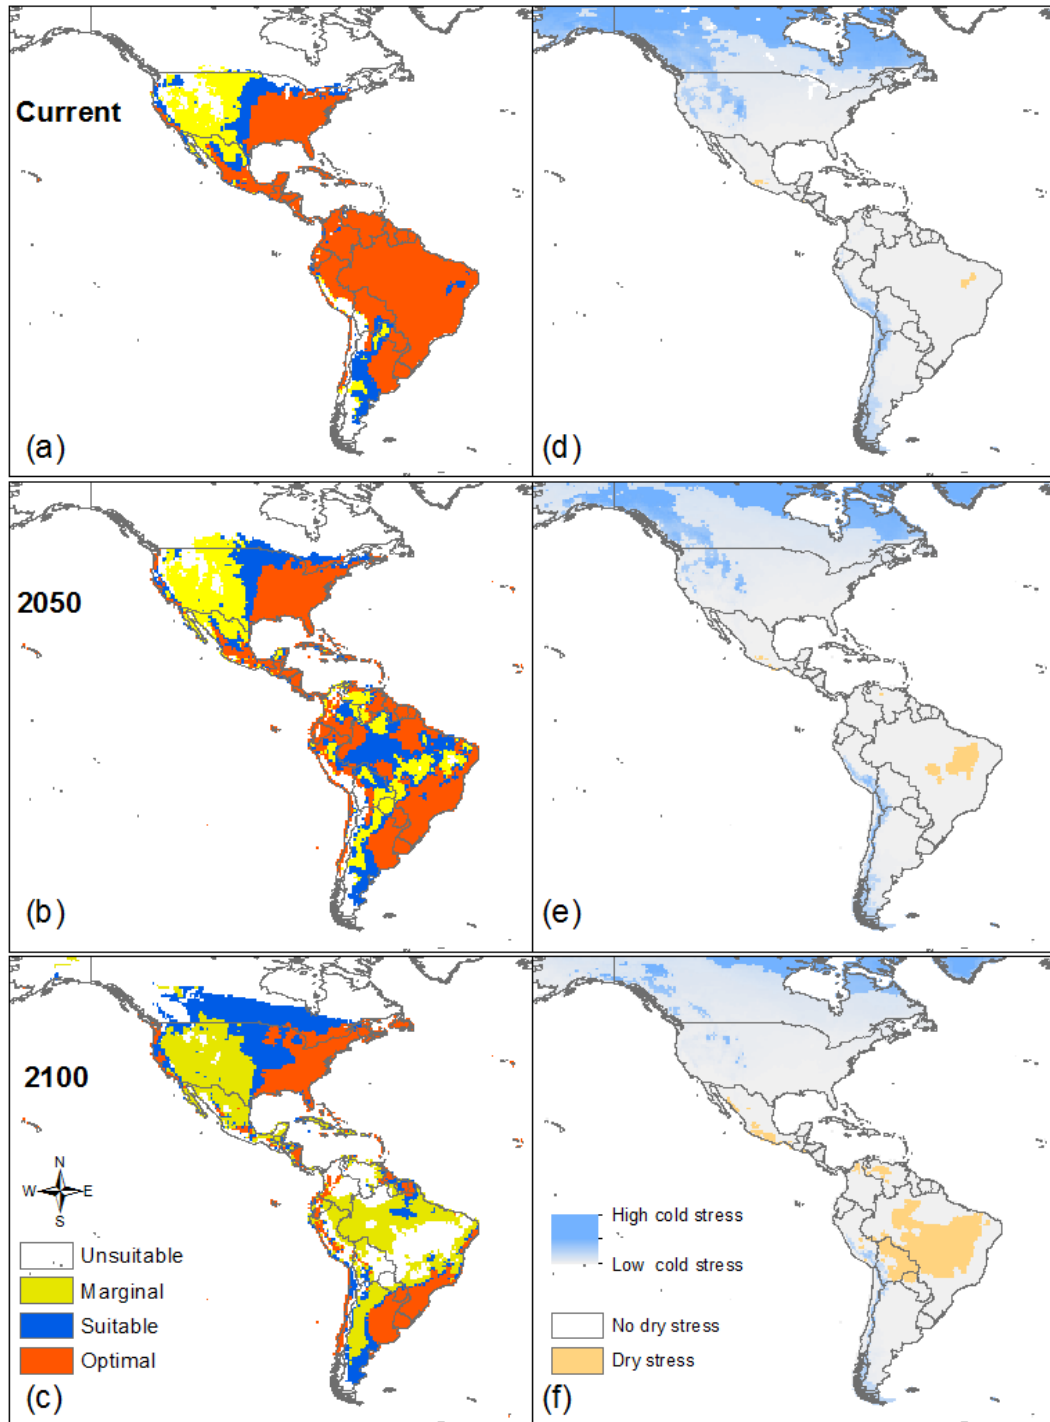 Current
(a)
(d)
2050
(b)
(e)
2100
N
W E
S
Unsuitable
Marginal
Suitable
Optimal
(c)
High cold stress
Low cold stress
No dry stress
Dry stress
(f)